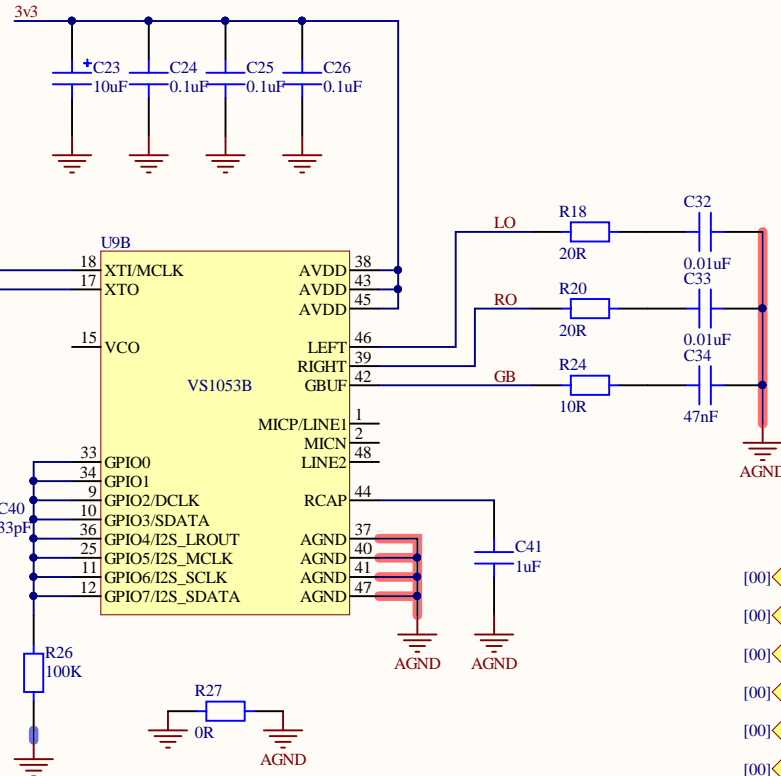 3v3
C23
10uF
C24
0.1uF
C25
0.1uF
C26
0.1uF
U9B
VS1053B
18 XTI/MCLK
17 XTO
15 VCO
33 GPIO0
34 GPIO1
9 GPIO2/DCLK
10 GPIO3/SDATA
36 GPIO4/I2S_LROUT
25 GPIO5/I2S_MCLK
11 GPIO6/I2S_SCLK
12 GPIO7/I2S_SDATA
AVDD 38
AVDD 43
AVDD 45
LEFT 46
RIGHT 39
GBUF 42
MICP/LINE1 1
MICN 2
LINE2 48
RCAP 44
AGND 37
AGND 40
AGND 41
AGND 47
LO
R18
20R
C32
0.01uF
RO
R20
20R
C33
0.01uF
GB
R24
10R
C34
47nF
AGND
C40
33pF
C41
1uF
AGND
AGND
R26
100K
R27
0R
AGND
[00]
[00]
[00]
[00]
[00]
[00]